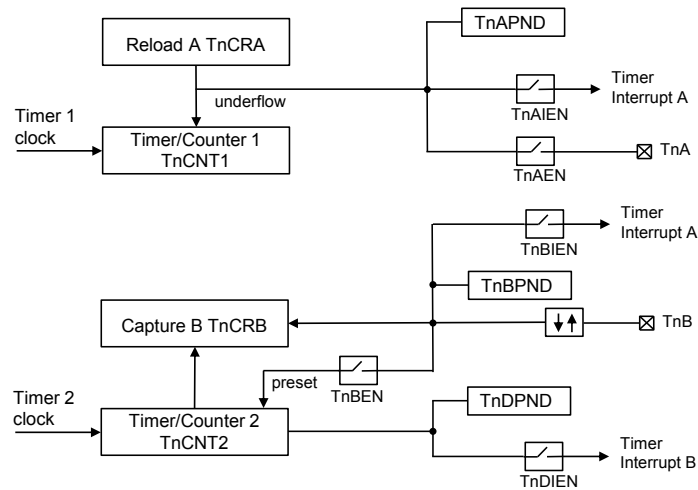 TnAPND
Reload A TnCRA
underflow
Timer
Interrupt A
TnAIEN
Timer 1
clock
Timer/Counter 1
TnCNT1
TnA
TnAEN
Timer
Interrupt A
TnBIEN
TnBPND
Capture B TnCRB
TnB
preset
TnBEN
Timer 2
clock
Timer/Counter 2
TnCNT2
TnDPND
Timer
Interrupt B
TnDIEN